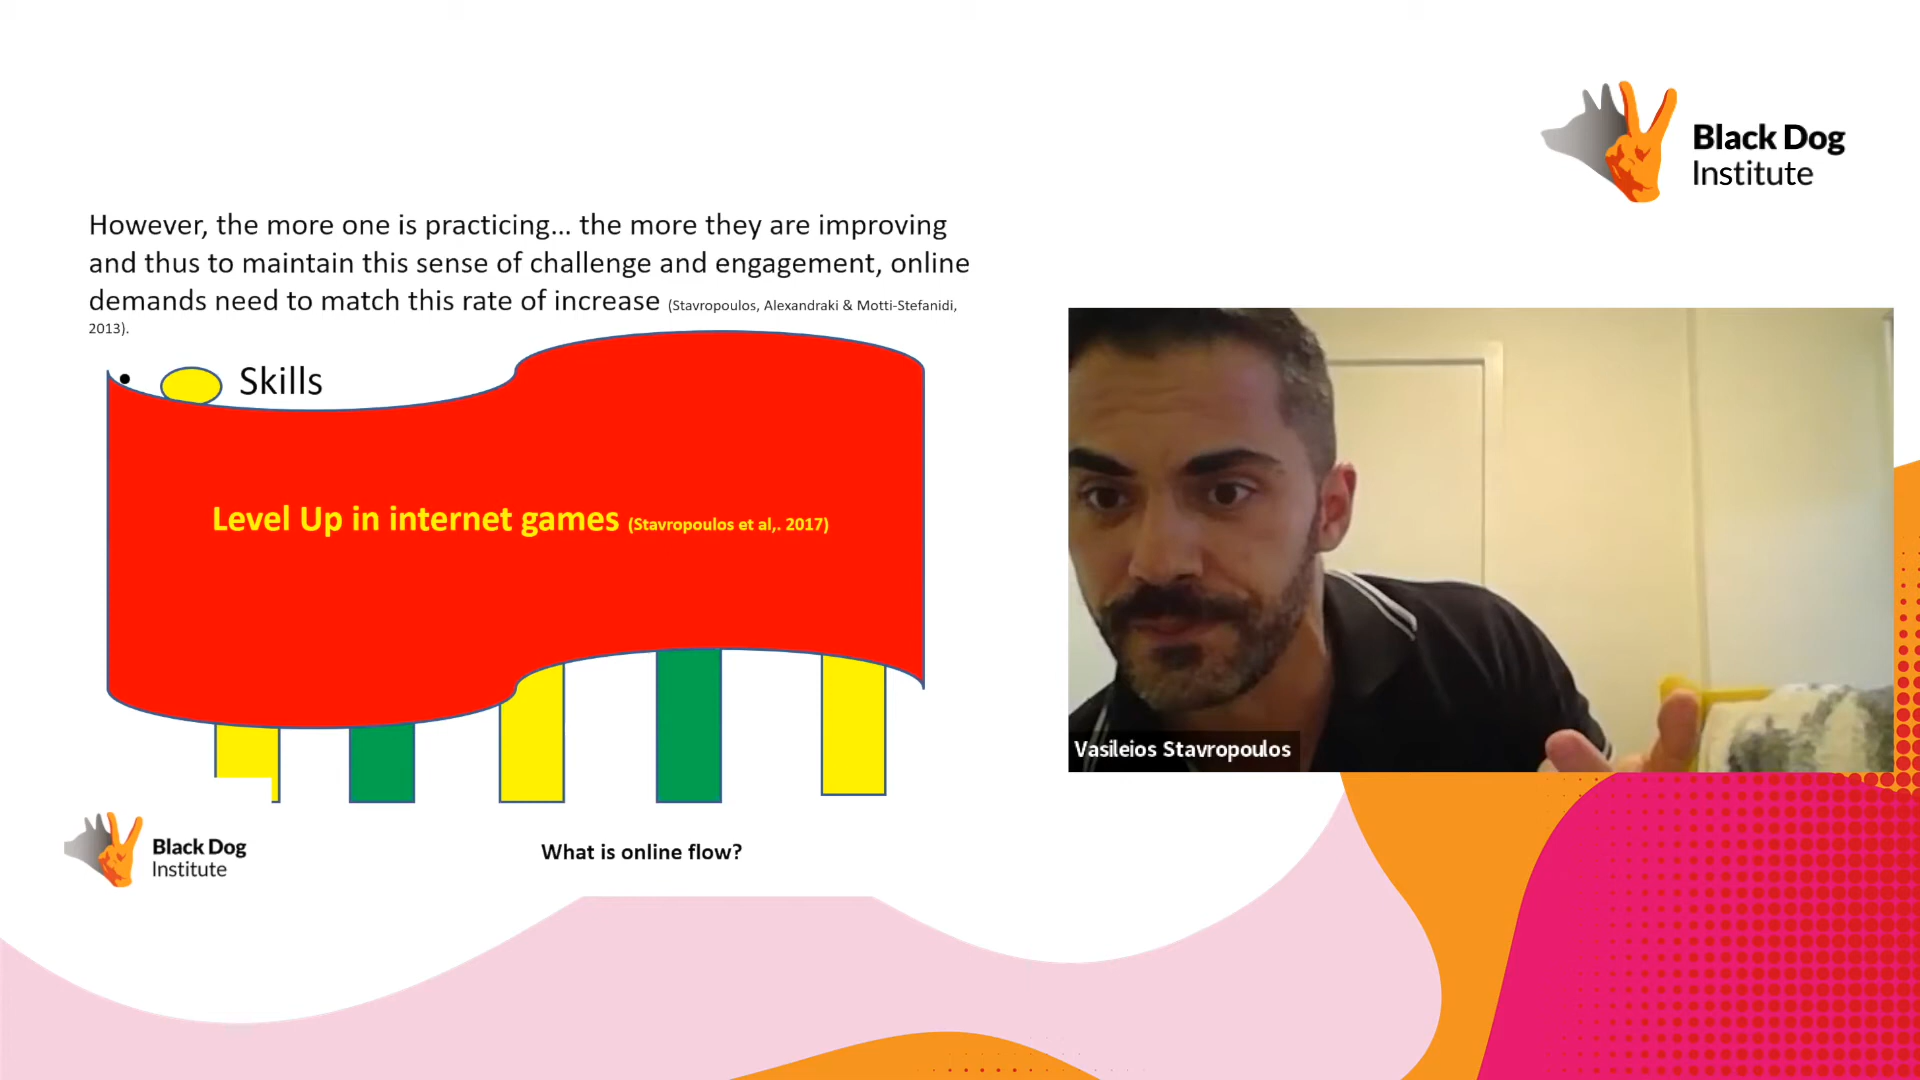 Black Dog
Institute
However, the more one is practicing... the more they are improving
and thus to maintain this sense of challenge and engagement, online
demands need to match this rate of increase (Stavropoulos, Alexandraki & Motti-Stefanidi,
2013).
• Skills
Level Up in internet games (Stavropoulos et al,. 2017)
Vasileios Stavropoulos
Black Dog
Institute
What is online flow?